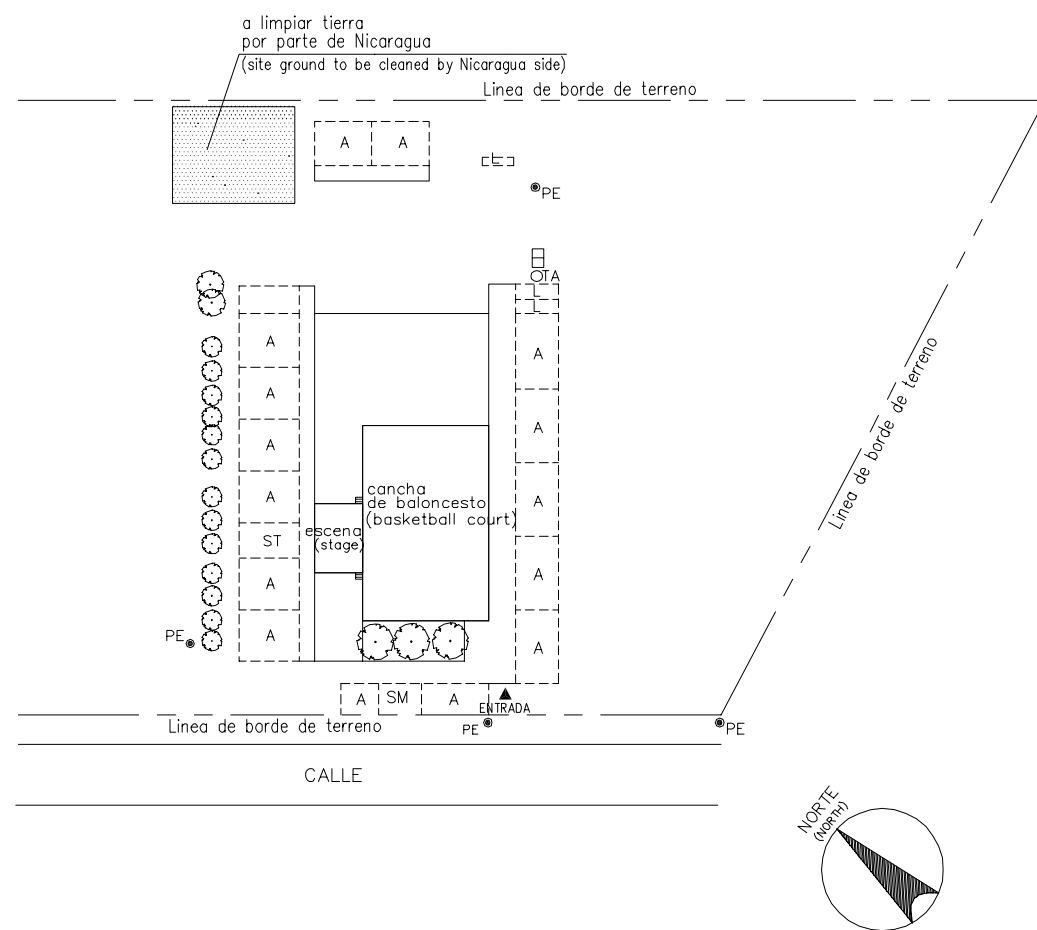 a limpiar tierra
por parte de Nicaragua
(site ground to be cleaned by Nicaragua side)
Linea de borde de terreno
A A
L
PE
TA
L
L
A
A
A
A
ST
A
A
A
A
A
A
A
cancha
de baloncesto
(basketball court)
escena
(stage)
Linea de borde de terreno
PE
A SM A
ENTRADA
Linea de borde de terreno
PE
PE
CALLE
NORTE
(NORTH)